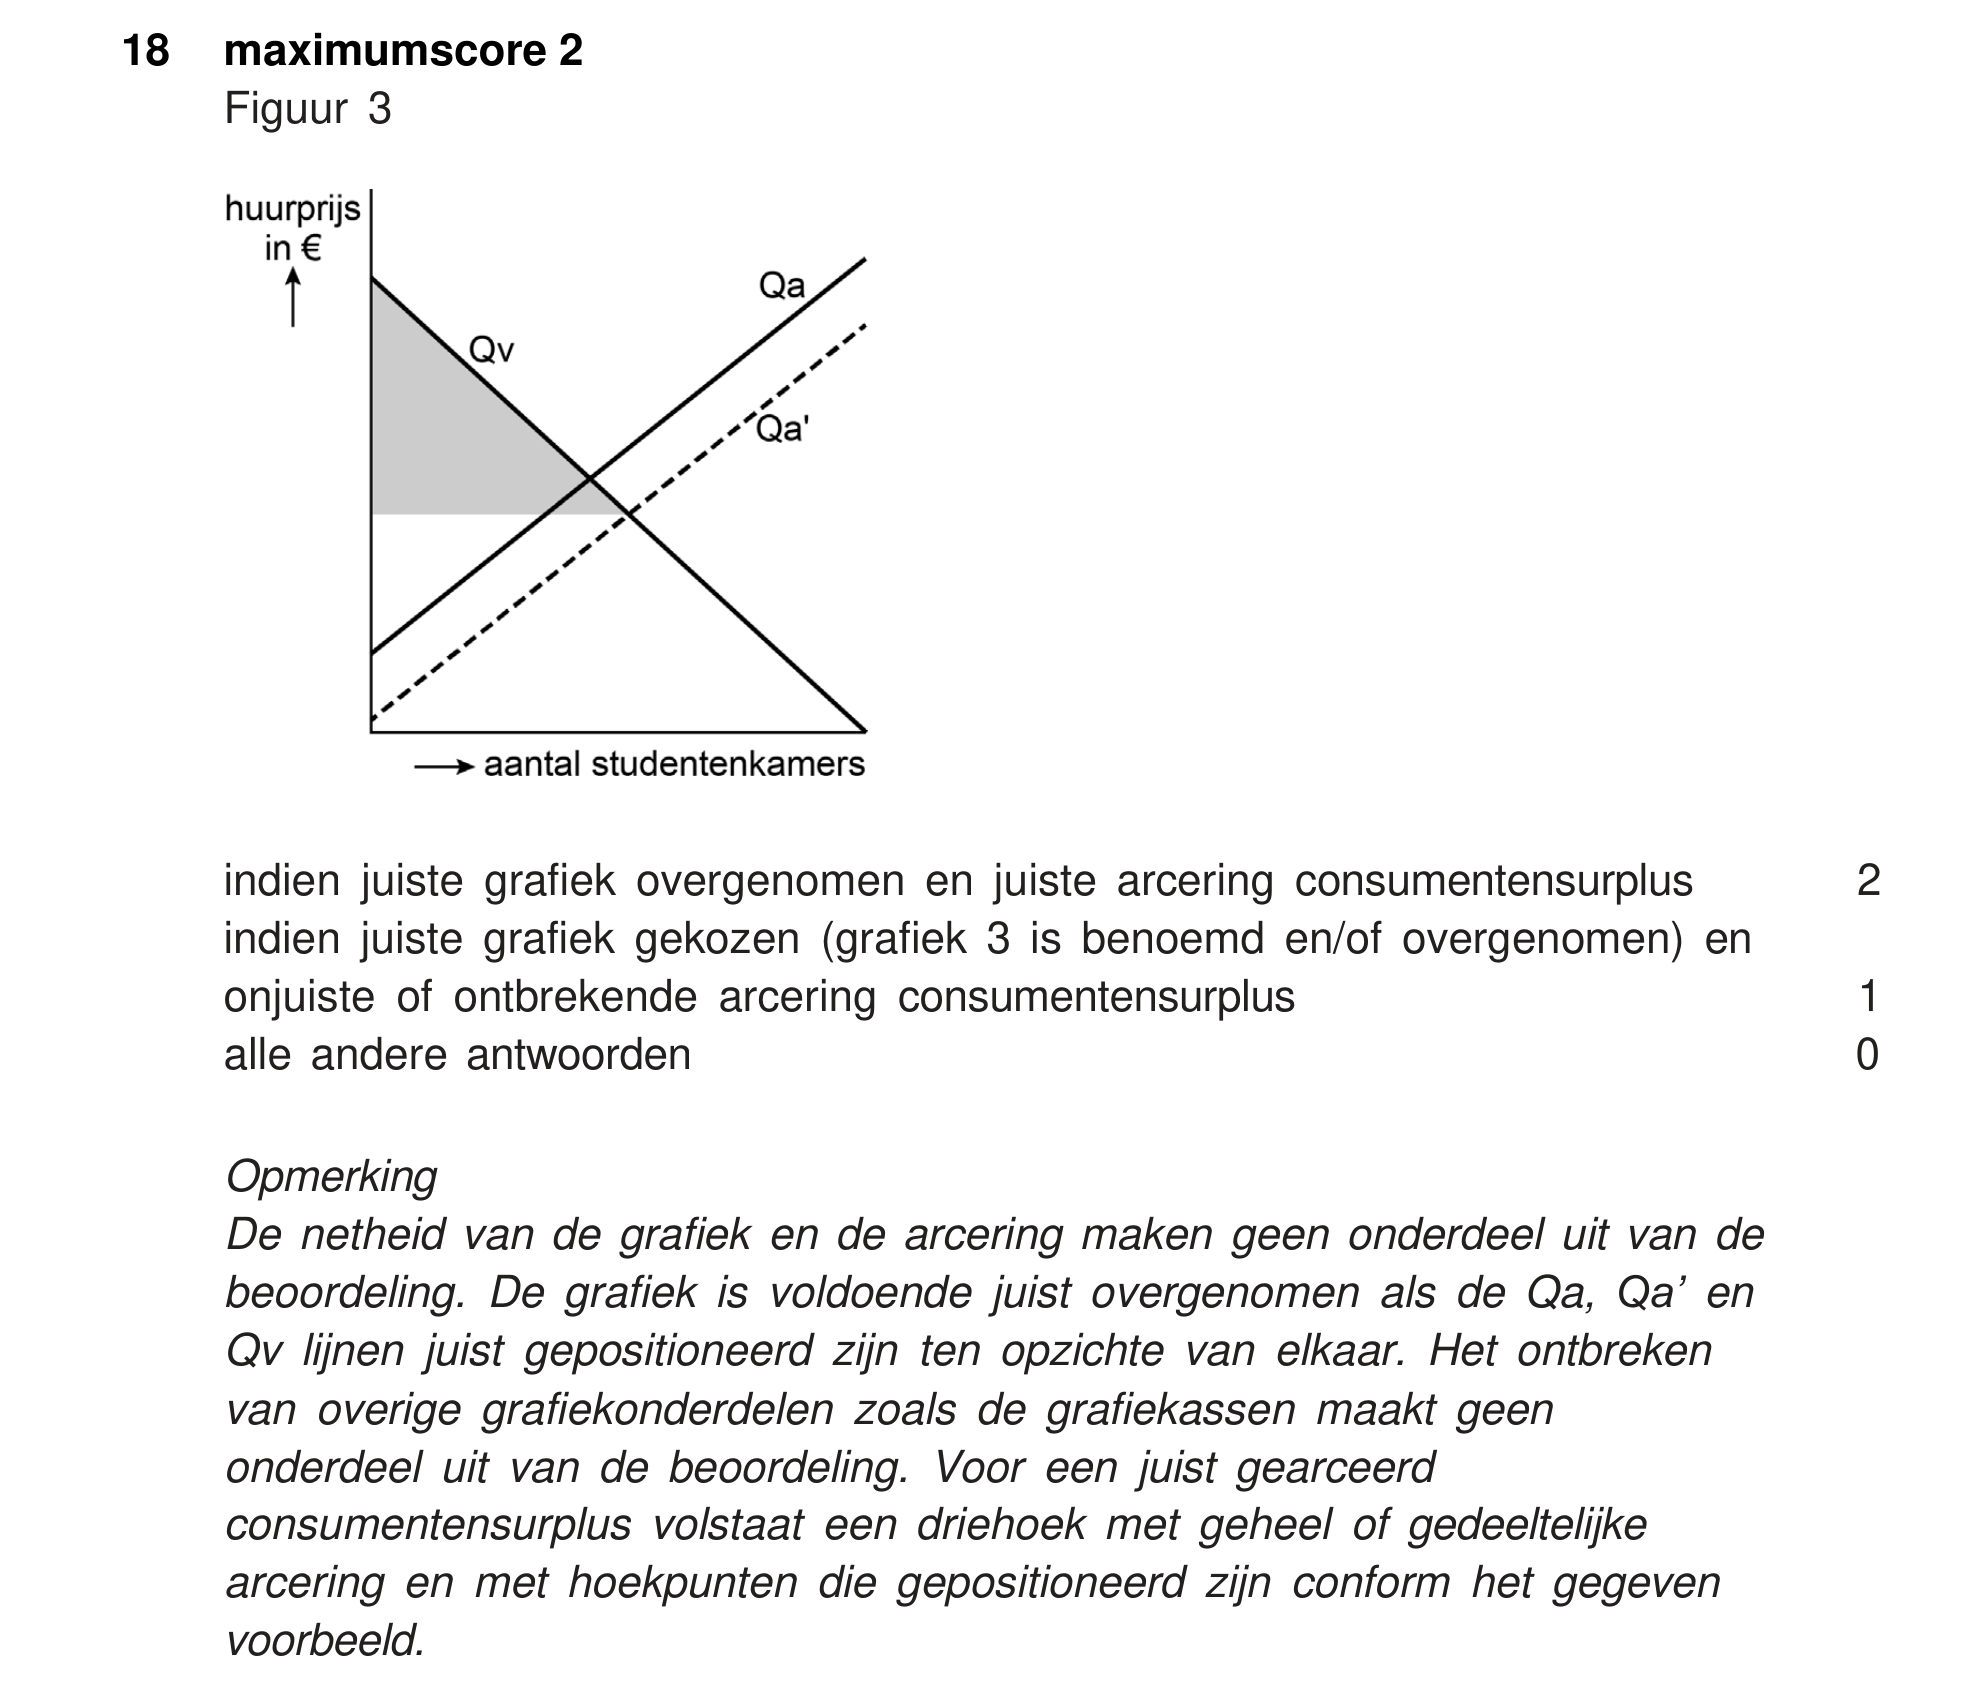 18 maximumscore 2
Figuur 3
huurprijs
in €
Qa
Qv
Qa'
aantal studentenkamers
indien juiste grafiek overgenomen en juiste arcering consumentensurplus 2
indien juiste grafiek gekozen (grafiek 3 is benoemd en/of overgenomen) en
onjuiste of ontbrekende arcering consumentensurplus 1
alle andere antwoorden 0
Opmerking
De netheid van de grafiek en de arcering maken geen onderdeel uit van de
beoordeling. De grafiek is voldoende juist overgenomen als de Qa, Qa’ en
Qv lijnen juist gepositioneerd zijn ten opzichte van elkaar. Het ontbreken
van overige grafiekonderdelen zoals de grafiekassen maakt geen
onderdeel uit van de beoordeling. Voor een juist gearceerd
consumentensurplus volstaat een driehoek met geheel of gedeeltelijke
arcering en met hoekpunten die gepositioneerd zijn conform het gegeven
voorbeeld.